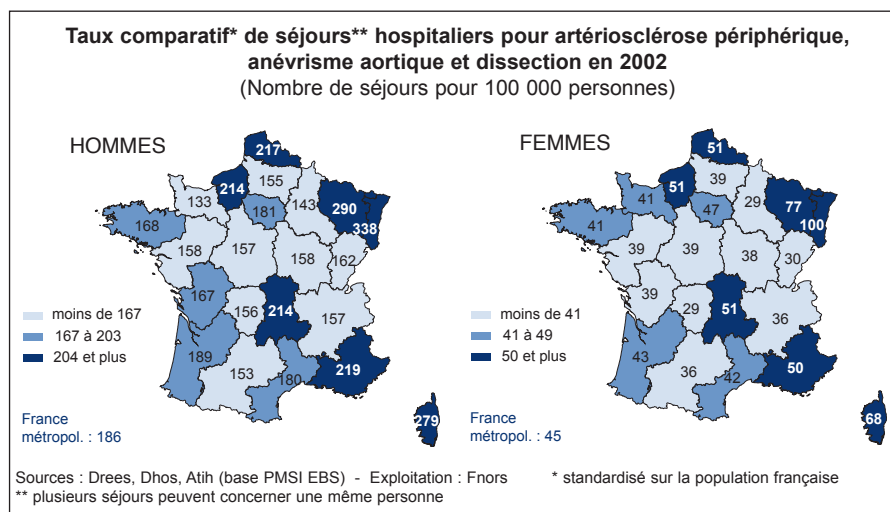 Taux comparatif* de séjours** hospitaliers pour artériosclérose périphérique,
anévrisme aortique et dissection en 2002
(Nombre de séjours pour 100 000 personnes)
HOMMES
217
155
214
133
143
290
181
338
168
158
157
158
162
167
156
214
157
189
153
180
219
279
moins de 167
167 à 203
204 et plus
France
métropol. : 186
FEMMES
51
39
51
41
29
77
47
100
41
39
39
38
30
39
29
51
36
43
36
42
50
68
moins de 41
41 à 49
50 et plus
France
métropol. : 45
Sources : Drees, Dhos, Atih (base PMSI EBS) - Exploitation : Fnors
* standardisé sur la population française
** plusieurs séjours peuvent concerner une même personne